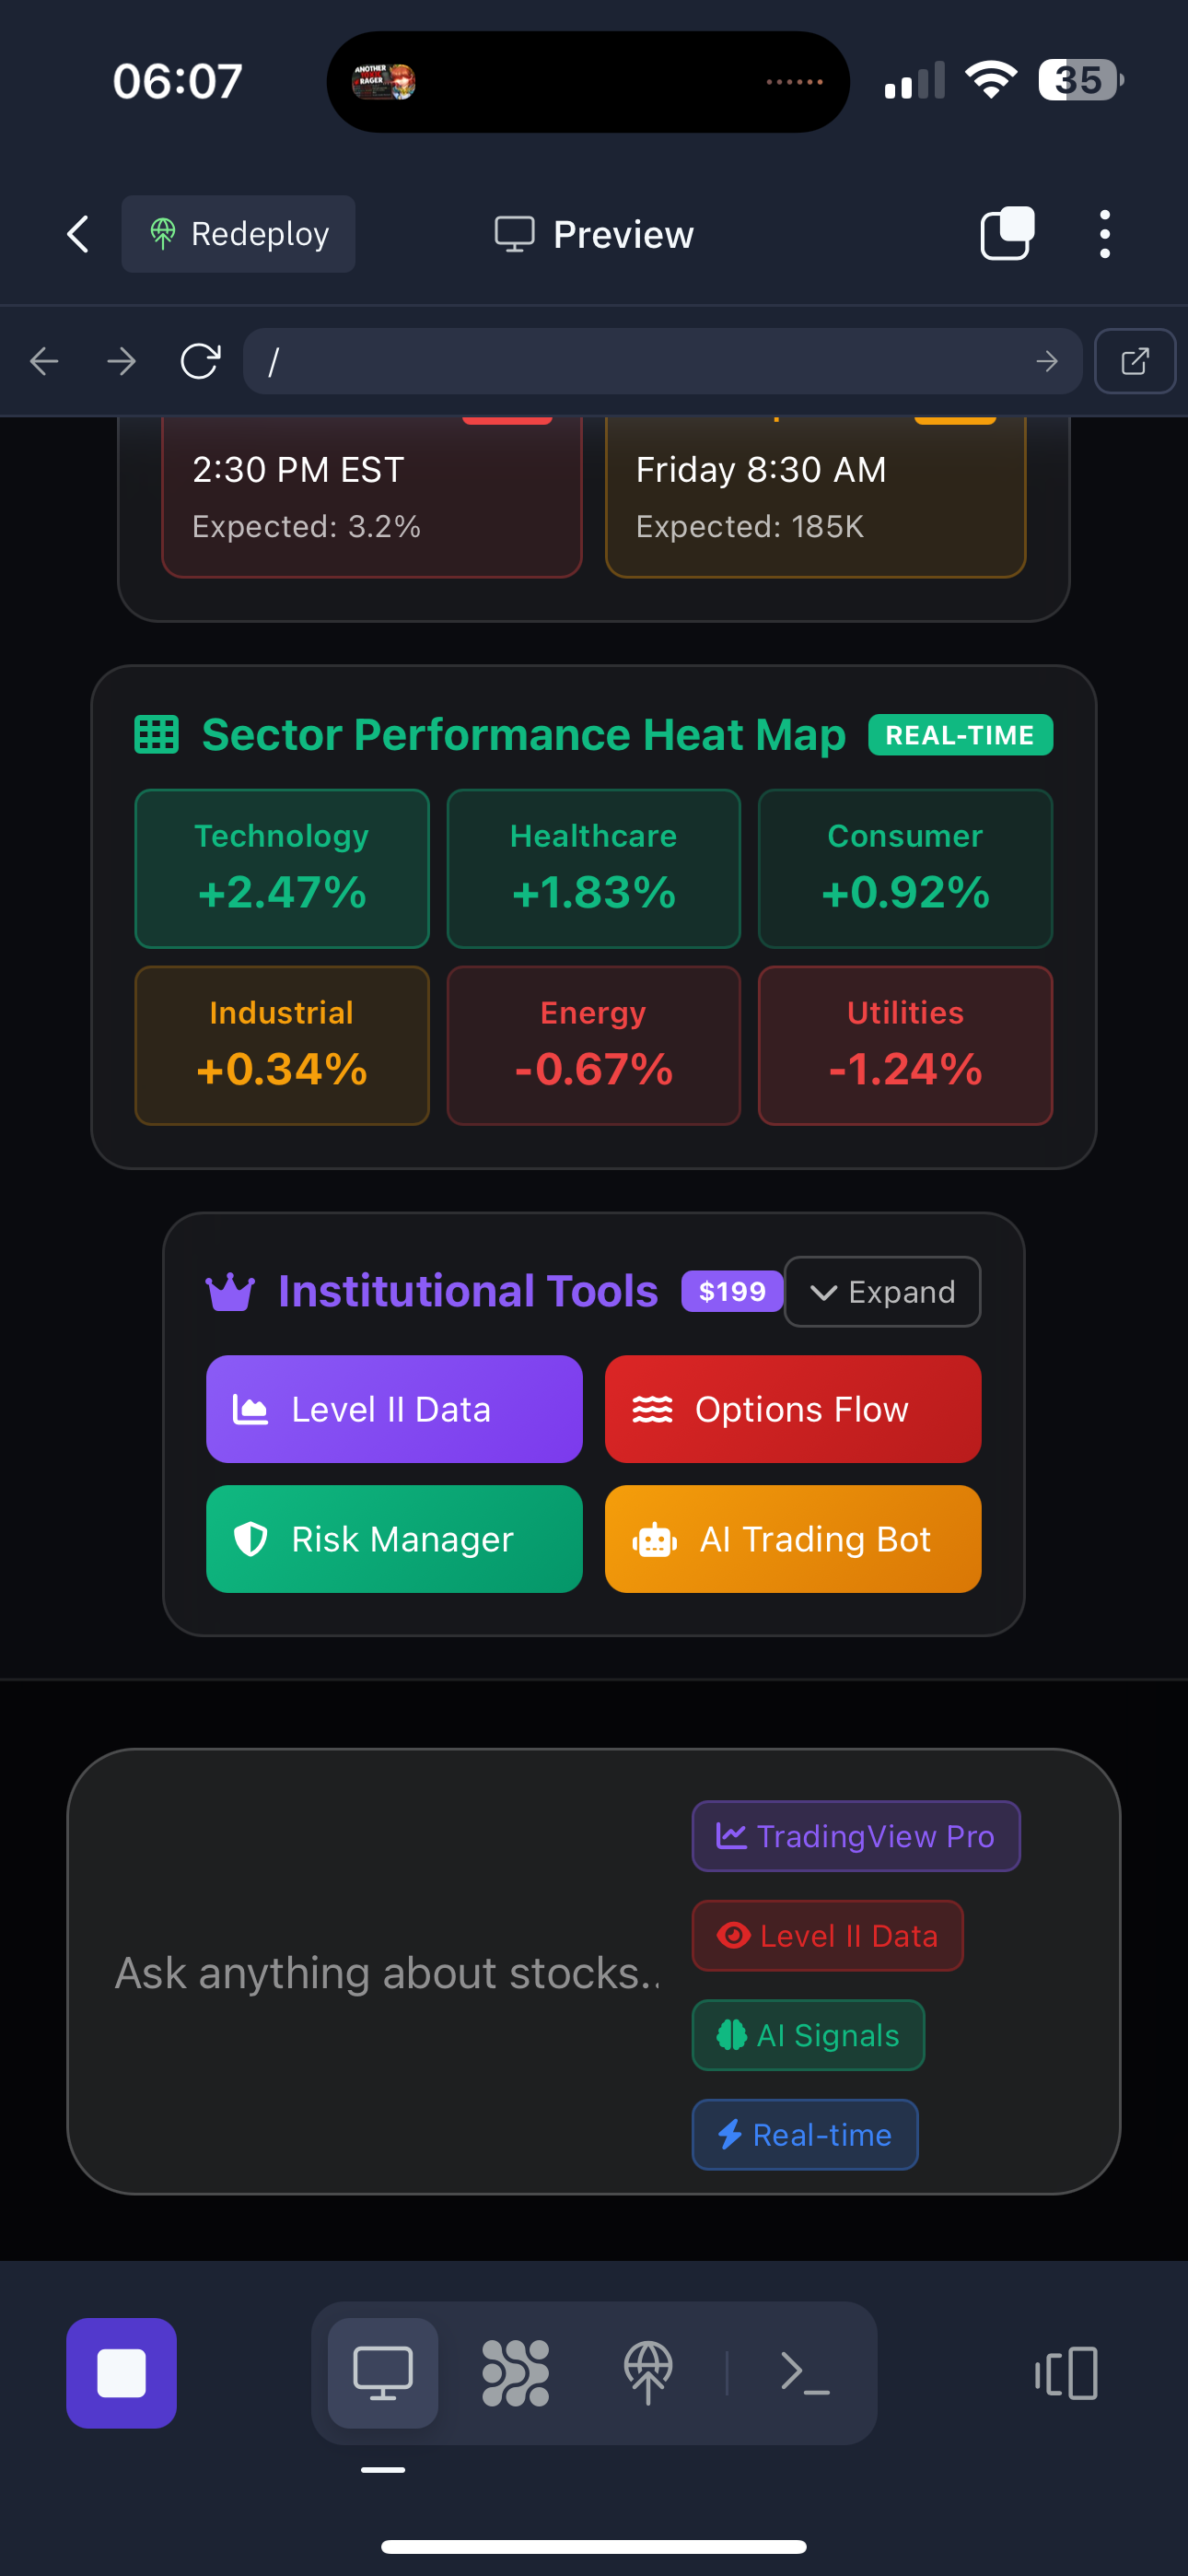 06:07
ANOTHER
RAGER
35
Redeploy
Preview
/
2:30 PM EST
Expected: 3.2%
Friday 8:30 AM
Expected: 185K
Sector Performance Heat Map
REAL-TIME
Technology
+2.47%
Healthcare
+1.83%
Consumer
+0.92%
Industrial
+0.34%
Energy
-0.67%
Utilities
-1.24%
Institutional Tools
$199
Expand
Level II Data
Options Flow
Risk Manager
AI Trading Bot
Ask anything about stocks..
TradingView Pro
Level II Data
AI Signals
Real-time